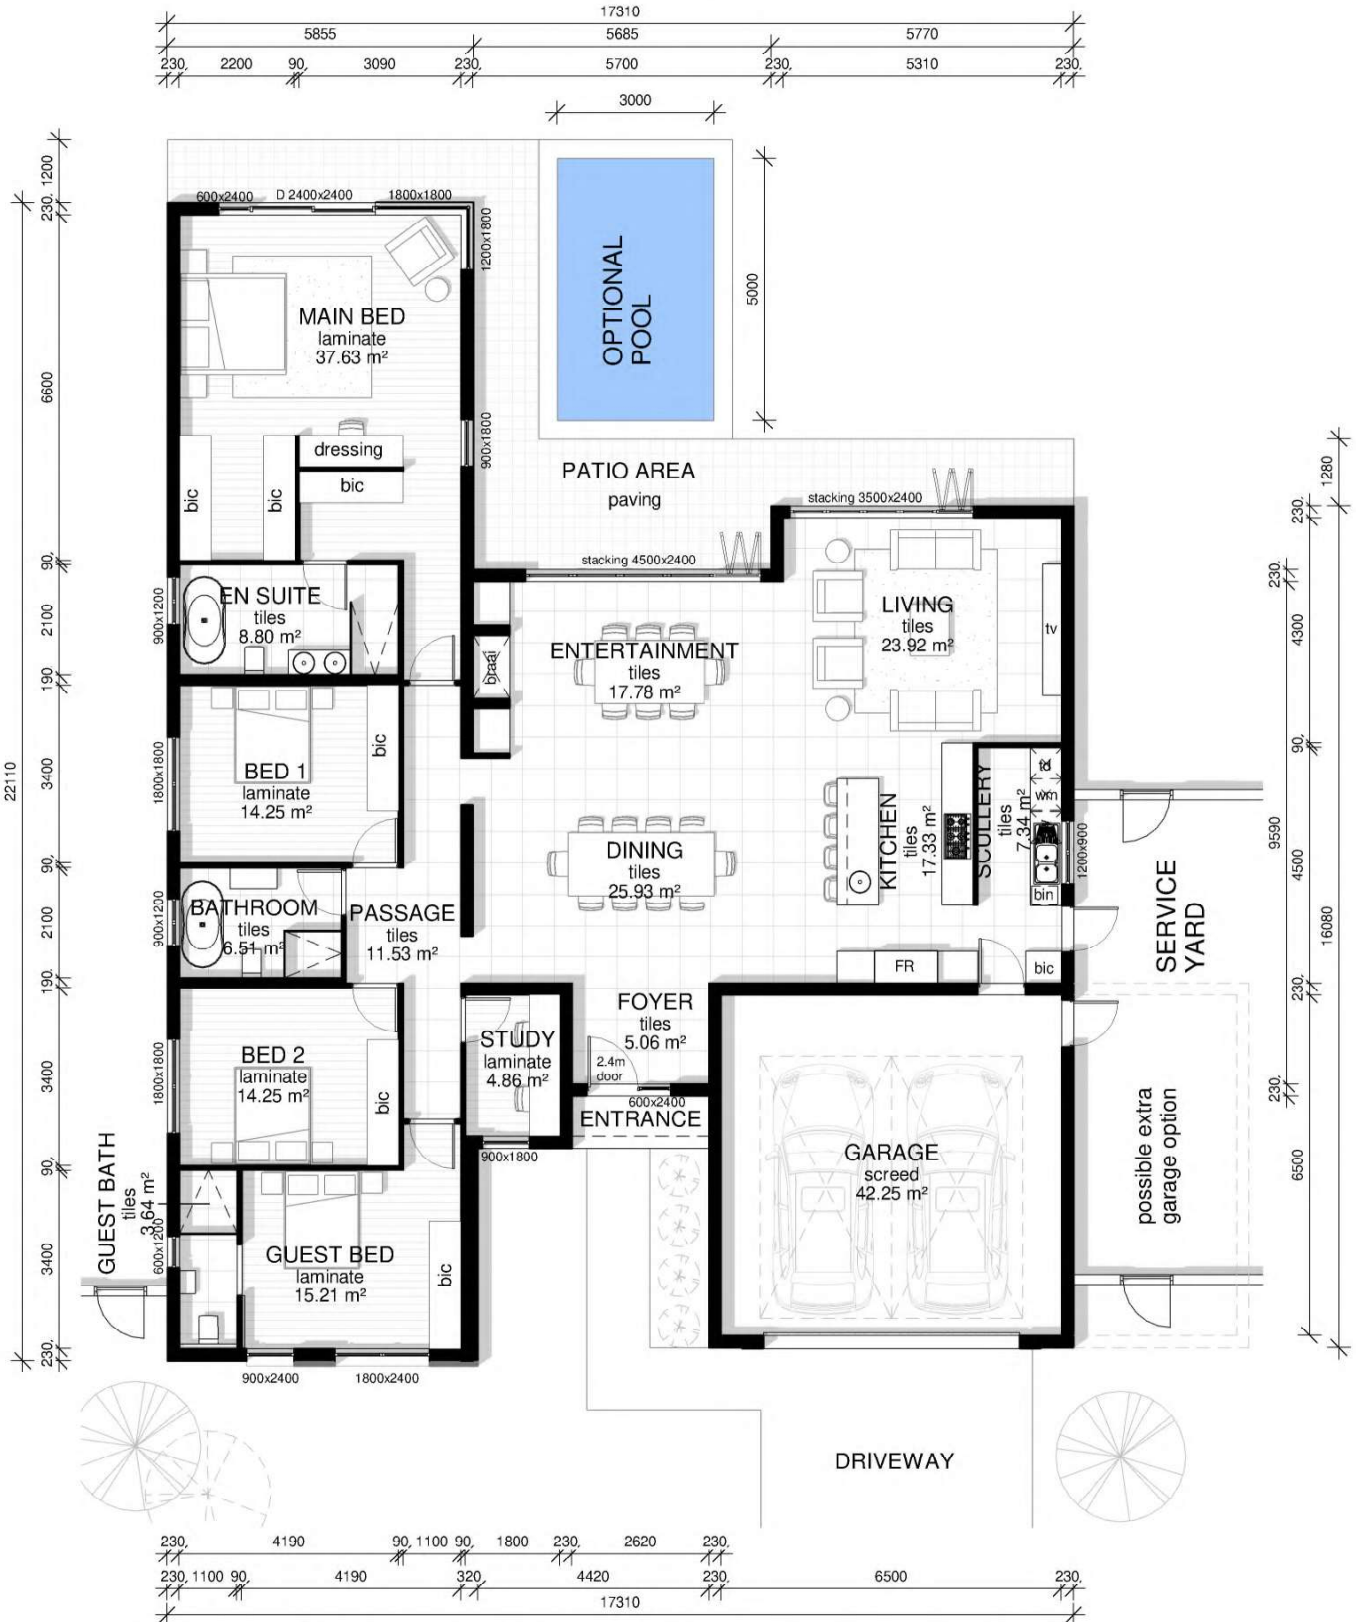 17310
5855 5685 5770
230, 2200 90, 3090 230, 5700 230, 5310 230,
3000
1200
230,
6600
90,
2100
190
3400
90,
2100
190
3400
90,
3400
230,
22110
600x2400 D 2400x2400 1800x1800
1200x1800
MAIN BED
laminate
37.63 m²
900x1800
dressing
bic
bic
bic
OPTIONAL
POOL
5000
PATIO AREA
paving
stacking 3500x2400
stacking 4500x2400
1280
230,
230,
4300
90,
4500
9590
16080
230,
230,
6500
900x1200
EN SUITE
tiles
8.80 m²
braai
ENTERTAINMENT
tiles
17.78 m²
LIVING
tiles
23.92 m²
tv
1800x1800
BED 1
laminate
14.25 m²
bic
DINING
tiles
25.93 m²
KITCHEN
tiles
17.33 m²
SCULLERY
tiles
7.34 m²
td
wm
bin
1200x900
SERVICE
YARD
900x1200
BATHROOM
tiles
6.51 m²
PASSAGE
tiles
11.53 m²
FR
bic
FOYER
tiles
5.06 m²
2.4m
door
600x2400
ENTRANCE
STUDY
laminate
4.86 m²
900x1800
1800x1800
BED 2
laminate
14.25 m²
bic
GARAGE
screed
42.25 m²
possible extra
garage option
GUEST BATH
tiles
3.64 m²
600x1200
GUEST BED
laminate
15.21 m²
bic
900x2400 1800x2400
DRIVEWAY
230, 4190 90, 1100 90, 1800 230, 2620 230,
230, 1100 90, 4190 320, 4420 230, 6500 230,
17310